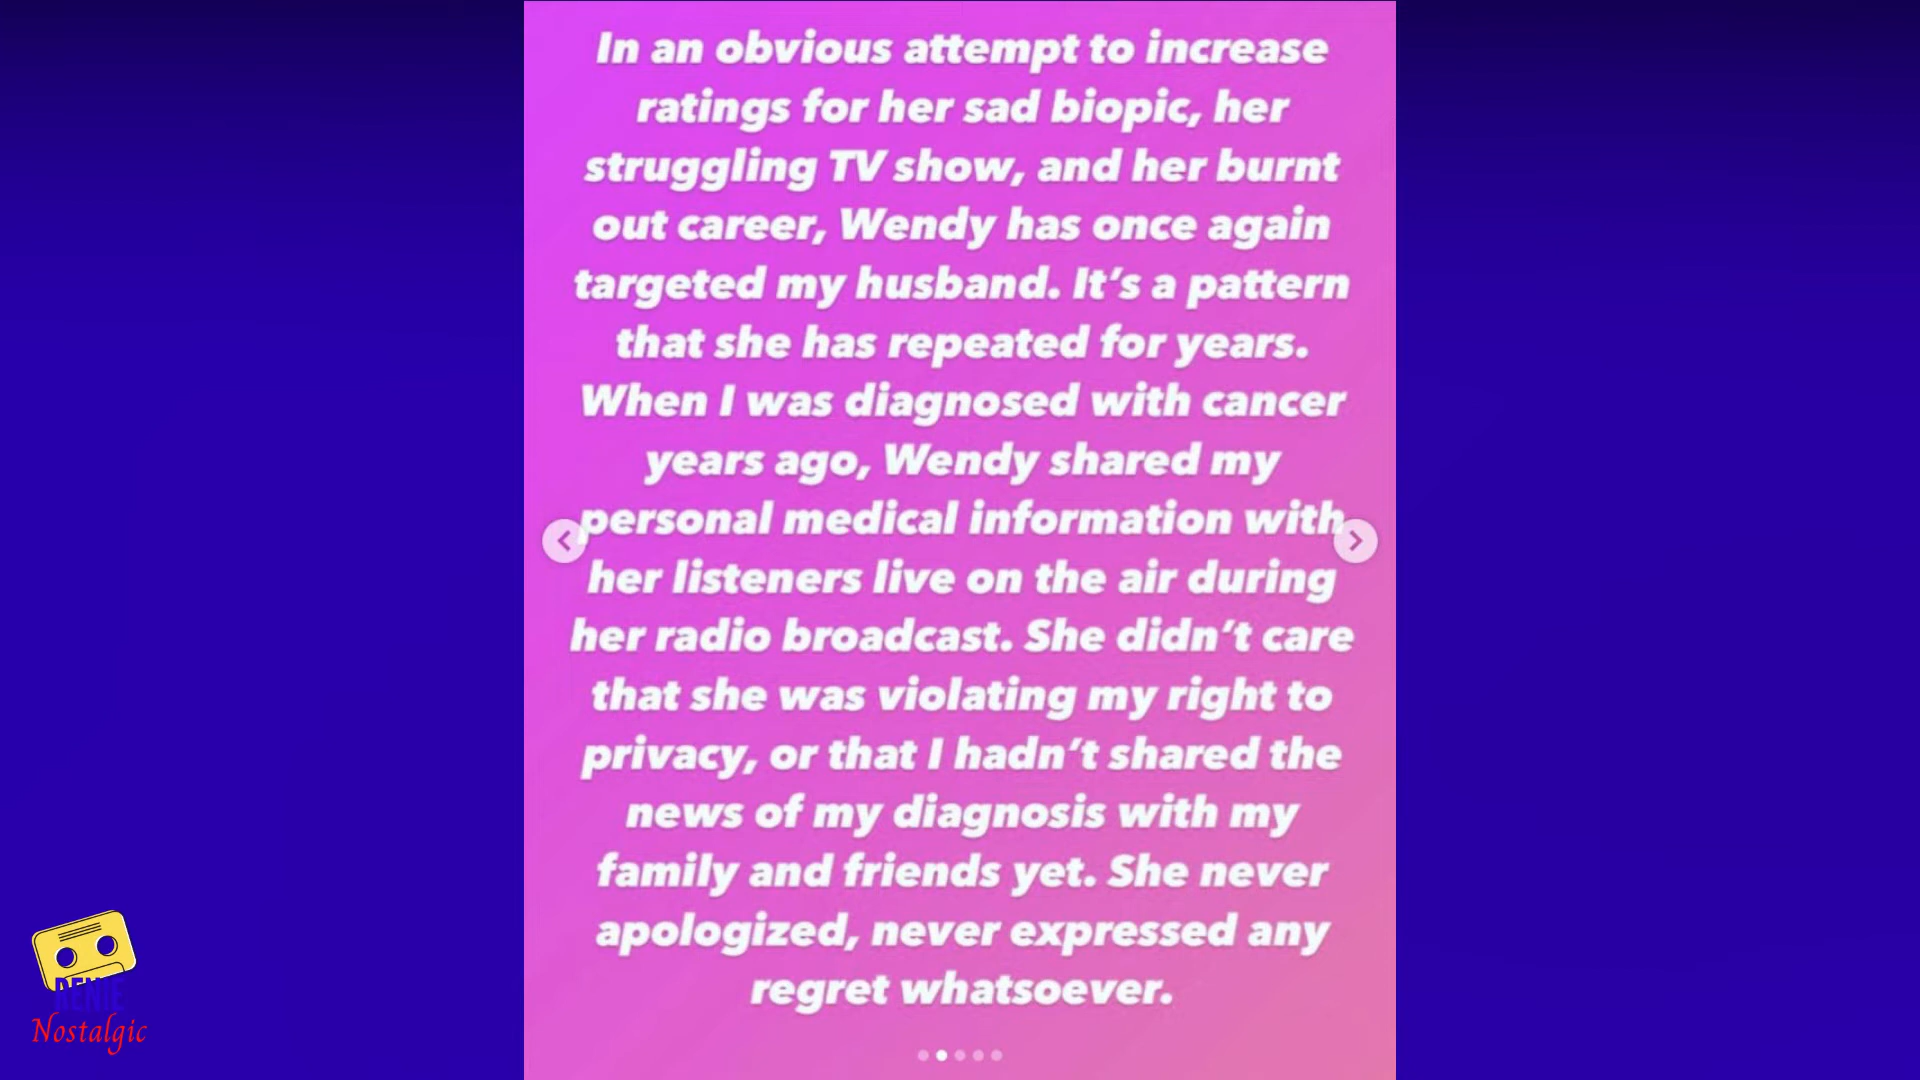 In an obvious attempt to increase
ratings for her sad biopic, her
struggling TV show, and her burnt
out career, Wendy has once again
targeted my husband. It’s a pattern
that she has repeated for years.
When I was diagnosed with cancer
years ago, Wendy shared my
personal medical information with
her listeners live on the air during
her radio broadcast. She didn’t care
that she was violating my right to
privacy, or that I hadn’t shared the
news of my diagnosis with my
family and friends yet. She never
apologized, never expressed any
regret whatsoever.
RENIE
Nostalgic